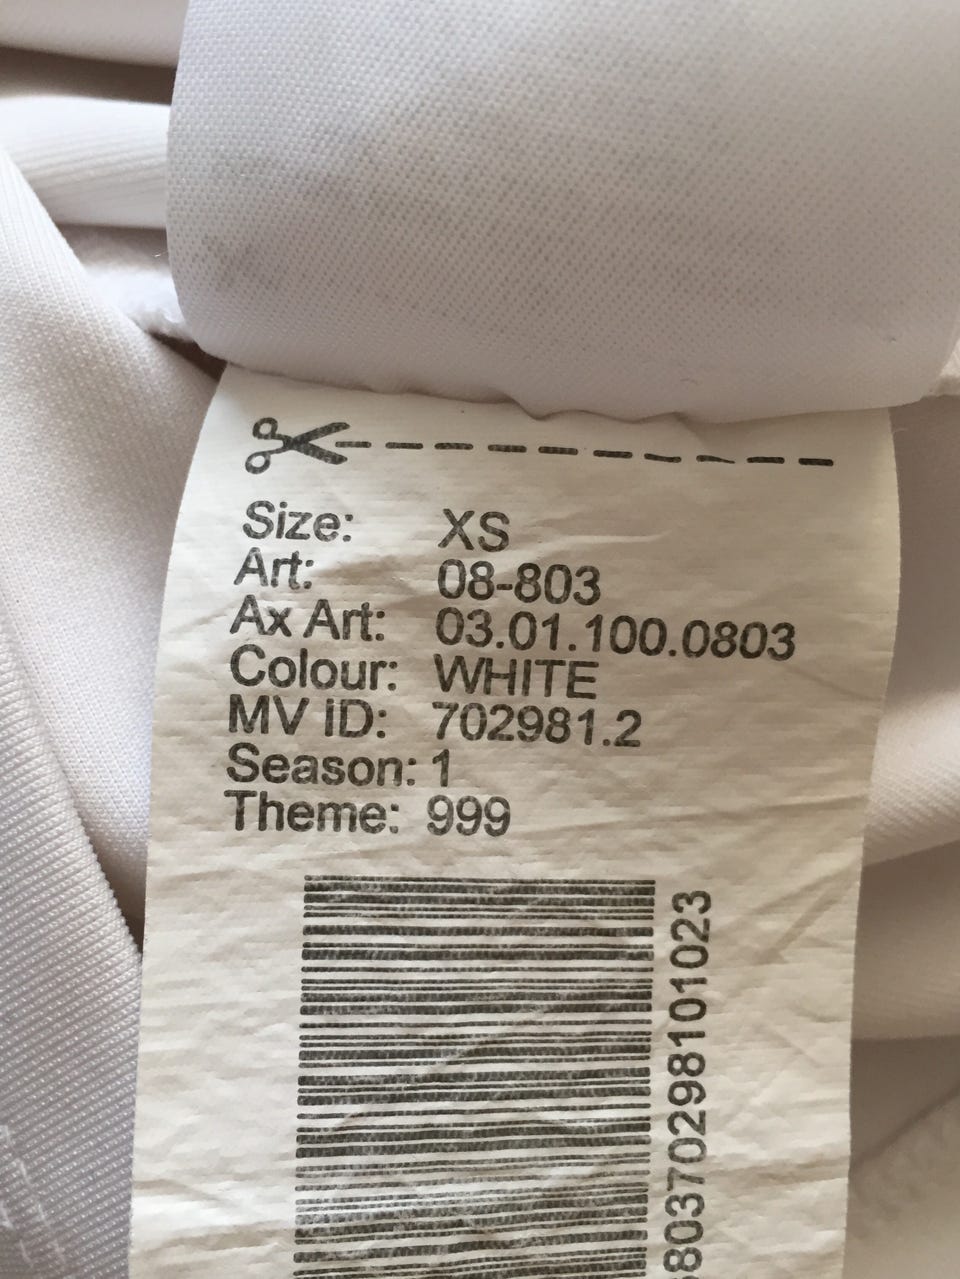 Size: XS
Art: 08-803
Ax Art: 03.01.100.0803
Colour: WHITE
MV ID: 702981.2
Season: 1
Theme: 999
80370298101023